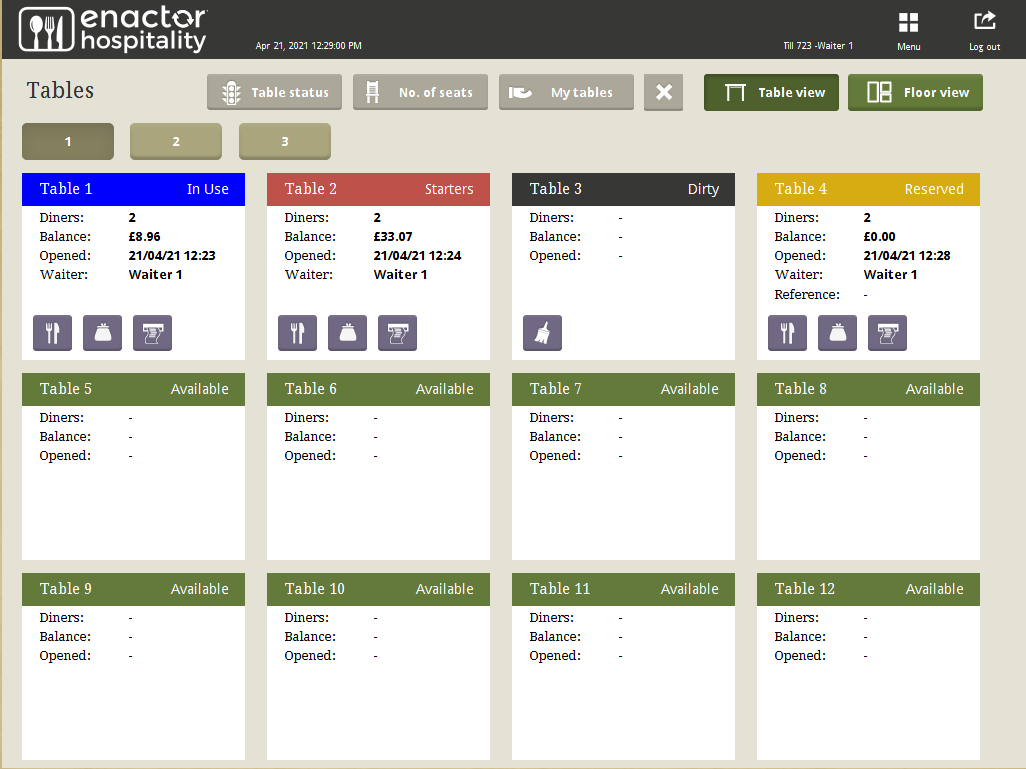 enactor
hospitality
Apr 21, 2021 12:29:00 PM
Till 723 -Waiter 1
Menu
Log out
Tables
Table status
No. of seats
My tables
Table view
Floor view
1
2
3
Table 1 In Use
Diners: 2
Balance: £8.96
Opened: 21/04/21 12:23
Waiter: Waiter 1
Table 2 Starters
Diners: 2
Balance: £33.07
Opened: 21/04/21 12:24
Waiter: Waiter 1
Table 3 Dirty
Diners: -
Balance: -
Opened: -
Table 4 Reserved
Diners: 2
Balance: £0.00
Opened: 21/04/21 12:28
Waiter: Waiter 1
Reference: -
Table 5 Available
Diners: -
Balance: -
Opened: -
Table 6 Available
Diners: -
Balance: -
Opened: -
Table 7 Available
Diners: -
Balance: -
Opened: -
Table 8 Available
Diners: -
Balance: -
Opened: -
Table 9 Available
Diners: -
Balance: -
Opened: -
Table 10 Available
Diners: -
Balance: -
Opened: -
Table 11 Available
Diners: -
Balance: -
Opened: -
Table 12 Available
Diners: -
Balance: -
Opened: -